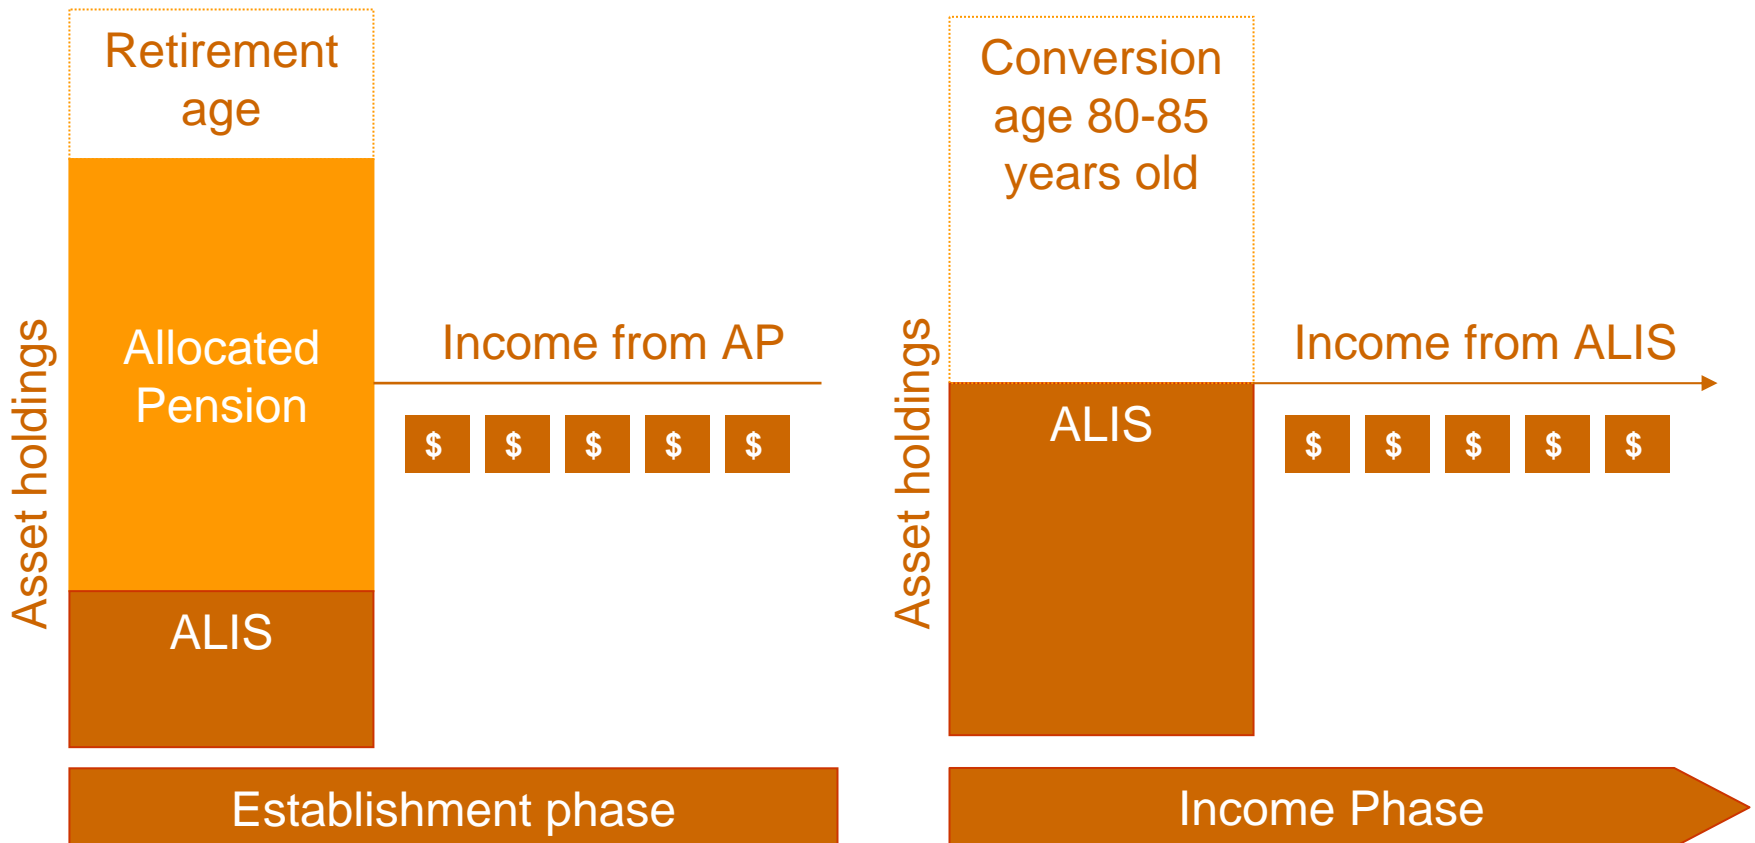 Retirement
age
Asset holdings
Allocated
Pension
ALIS
Income from AP
$ $ $ $ $
Establishment phase
Conversion
age 80-85
years old
Asset holdings
ALIS
Income from ALIS
$ $ $ $ $
Income Phase